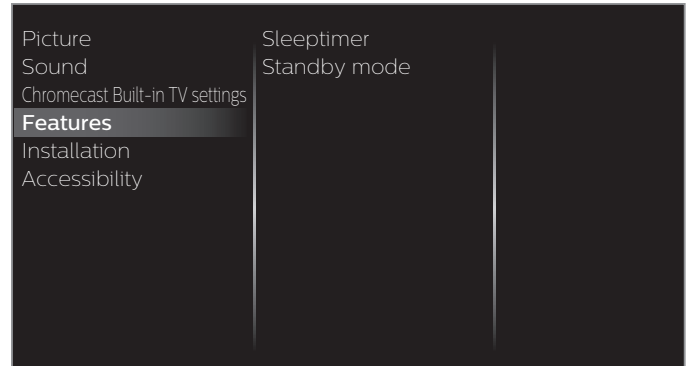 Picture
Sound
Chromecast Built-in TV settings
Features
Installation
Accessibility
Sleeptimer
Standby mode